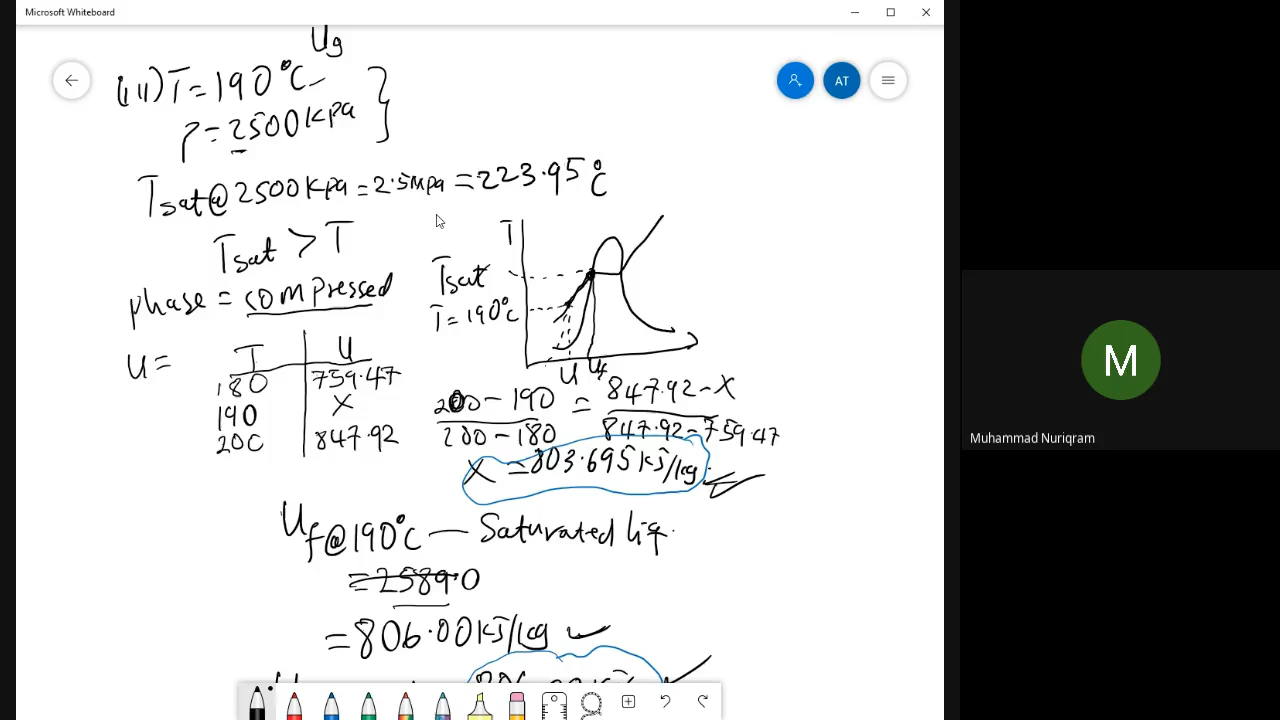 Microsoft Whiteboard
Ug
(iii) T = 190°C
P = 2500 kPa
Tsat@2500 kPa = 2.5 MPa = 223.95°C
Tsat > T
phase = compressed
T
Tsat
T = 190°C
U Uf
U = T U
180 759.47
190 X
200 847.92
200 - 190 = 847.92 - X
200 - 180 847.92 - 759.47
X = 803.695 KJ/kg
Uf@190°C — Saturated liq.
= 2589.0
= 806.00 KJ/kg
AT
M
Muhammad Nuriqram